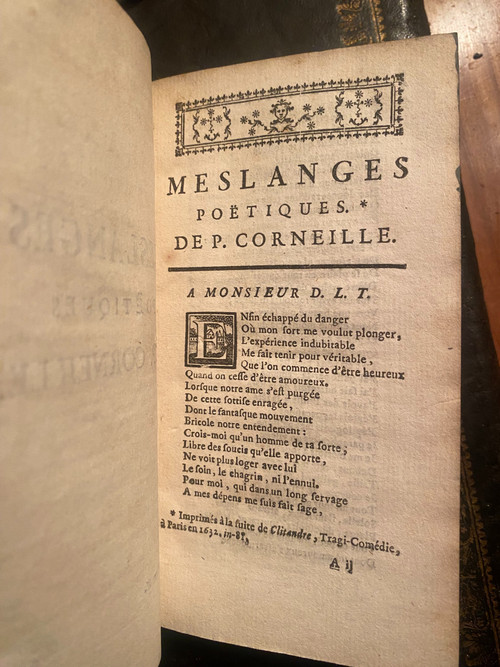 MESLANGES
POËTIQUES. *
DE P. CORNEILLE.
A MONSIEUR D. L. T.
ENfin échappé du danger
Où mon sort me voulut plonger,
L'expérience indubitable
Me fait tenir pour véritable,
Que l'on commence d'être heureux
Quand on cesse d'être amoureux.
Lorsque notre ame s'est purgée
De cette sottise enragée,
Dont le fantasque mouvement
Bricole notre entendement :
Crois-moi qu'un homme de ta sorte ;
Libre des soucis qu'elle apporte,
Ne voit plus loger avec lui
Le soin, le chagrin, ni l'ennui.
Pour moi, qui dans un long servage
A mes dépens me suis fait sage,
* Imprimés à la suite de Clitandre, Tragi-Comédie,
à Paris en 1632. in-8°.
A ij